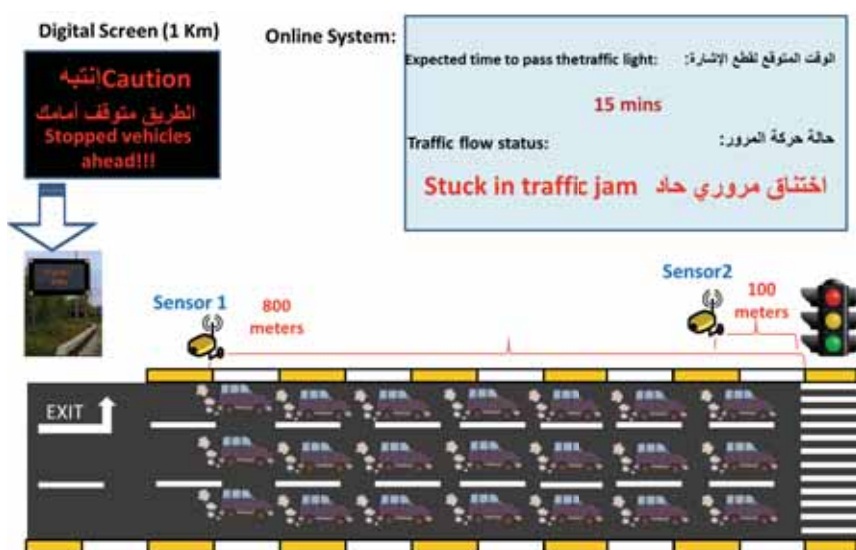 Digital Screen (1 Km)
Online System:
إنتبهCaution
الطريق متوقف أمامك
Stopped vehicles
ahead!!!
Expected time to pass thetraffic light: الوقت المتوقع لقطع الإشارة:
15 mins
Traffic flow status: حالة حركة المرور:
Stuck in traffic jam اختناق مروري حاد
Sensor 1
800
meters
Sensor2
100
meters
EXIT